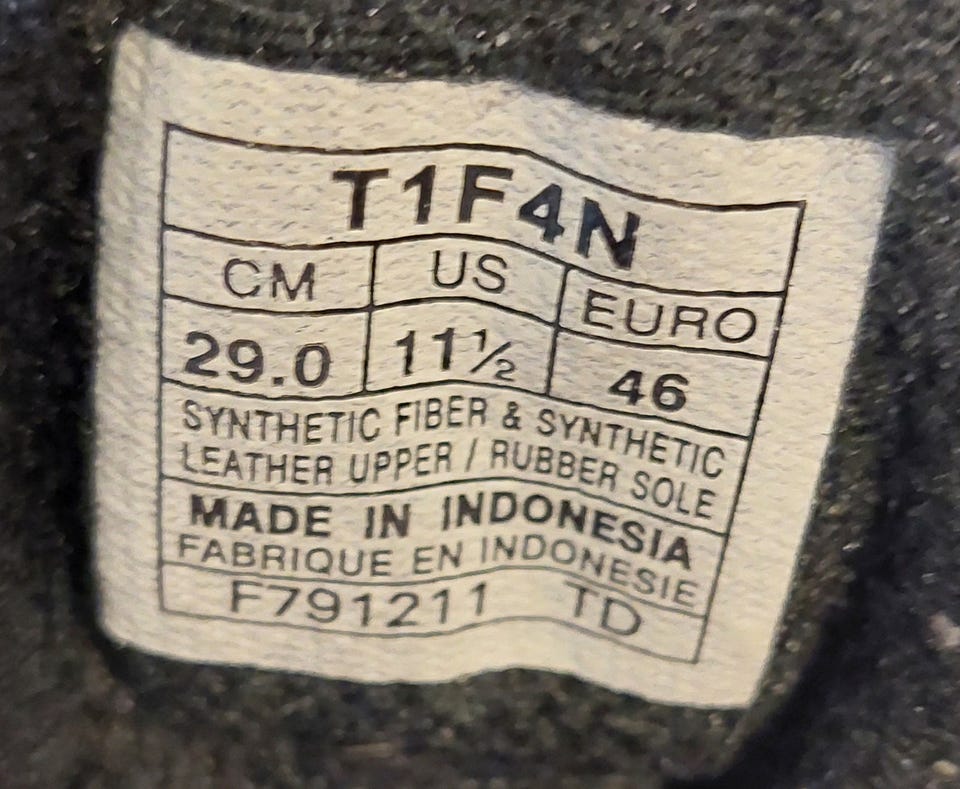 T1F4N
CM US EURO
29.0 11½ 46
SYNTHETIC FIBER & SYNTHETIC
LEATHER UPPER / RUBBER SOLE
MADE IN INDONESIA
FABRIQUE EN INDONESIE
F791211 TD